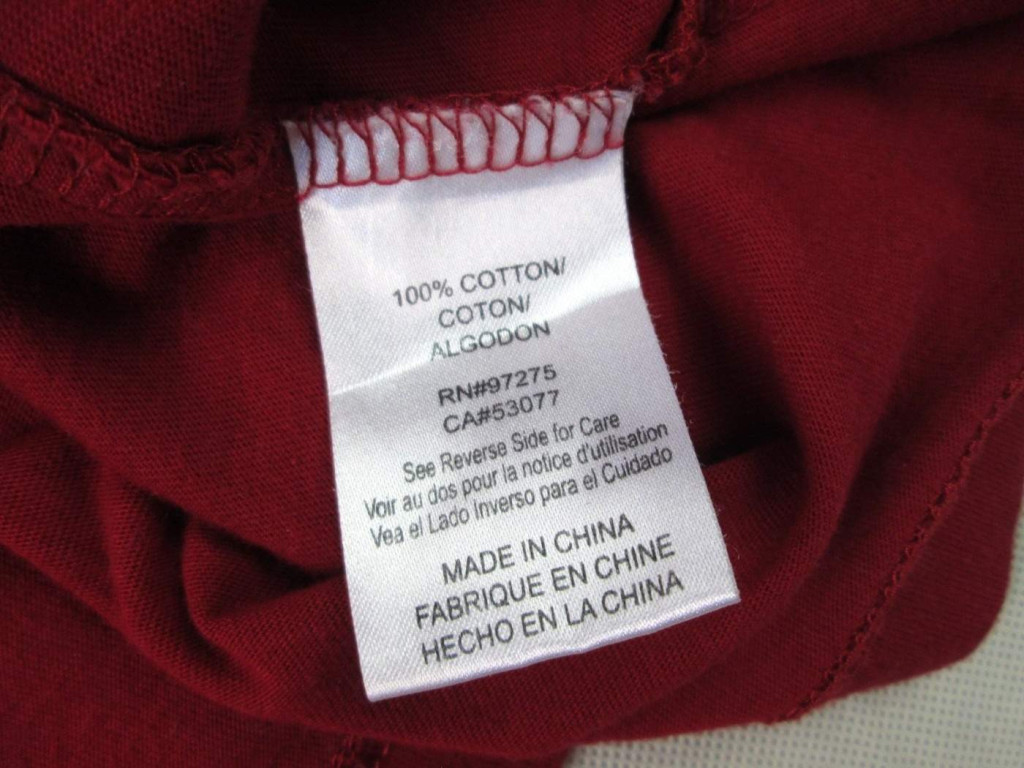 100% COTTON/
COTON/
ALGODON
RN#97275
CA#53077
See Reverse Side for Care
Voir au dos pour la notice d'utilisation
Vea el Lado Inverso para el Cuidado
MADE IN CHINA
FABRIQUE EN CHINE
HECHO EN LA CHINA